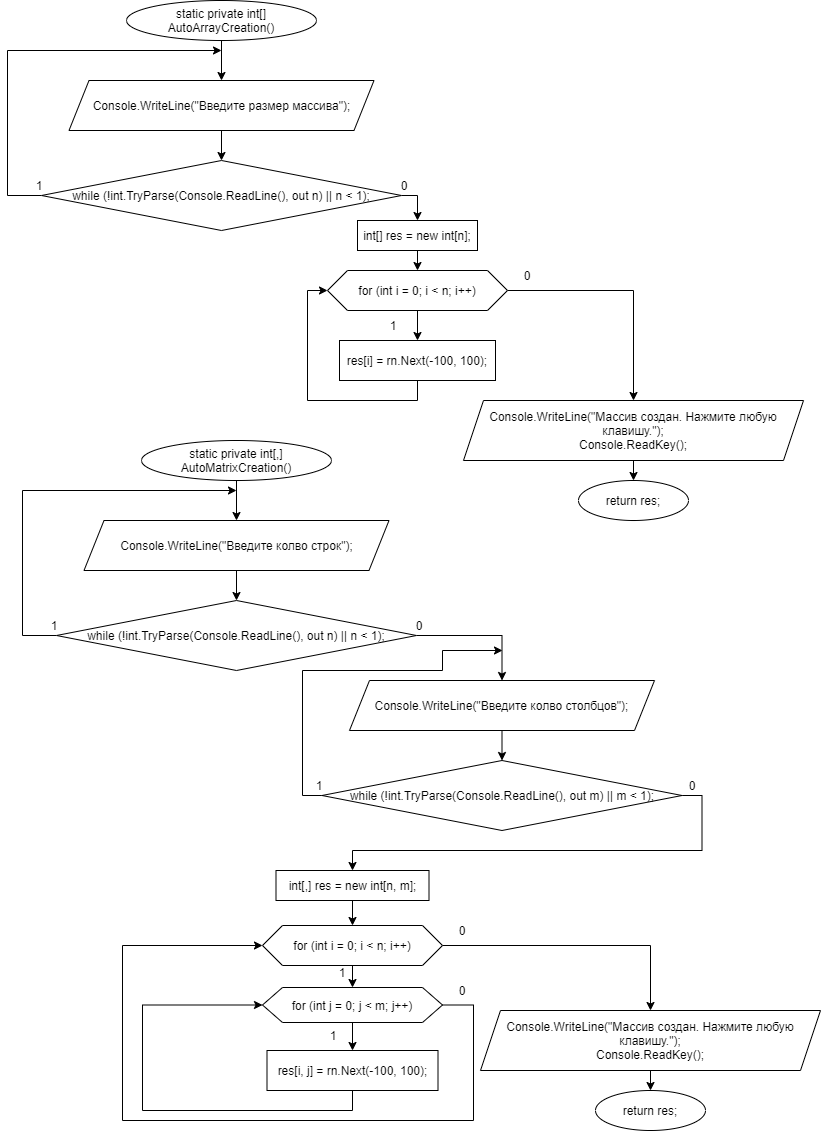 static private int[]
AutoArrayCreation()
Console.WriteLine("Введите размер массива");
1
while (!int.TryParse(Console.ReadLine(), out n) || n < 1);
0
int[] res = new int[n];
for (int i = 0; i < n; i++)
0
1
res[i] = rn.Next(-100, 100);
Console.WriteLine("Массив создан. Нажмите любую
клавишу.");
Console.ReadKey();
return res;
static private int[,]
AutoMatrixCreation()
Console.WriteLine("Введите колво строк");
1
while (!int.TryParse(Console.ReadLine(), out n) || n < 1);
0
Console.WriteLine("Введите колво столбцов");
1
while (!int.TryParse(Console.ReadLine(), out m) || m < 1);
0
int[,] res = new int[n, m];
for (int i = 0; i < n; i++)
0
1
for (int j = 0; j < m; j++)
0
1
res[i, j] = rn.Next(-100, 100);
Console.WriteLine("Массив создан. Нажмите любую
клавишу.");
Console.ReadKey();
return res;